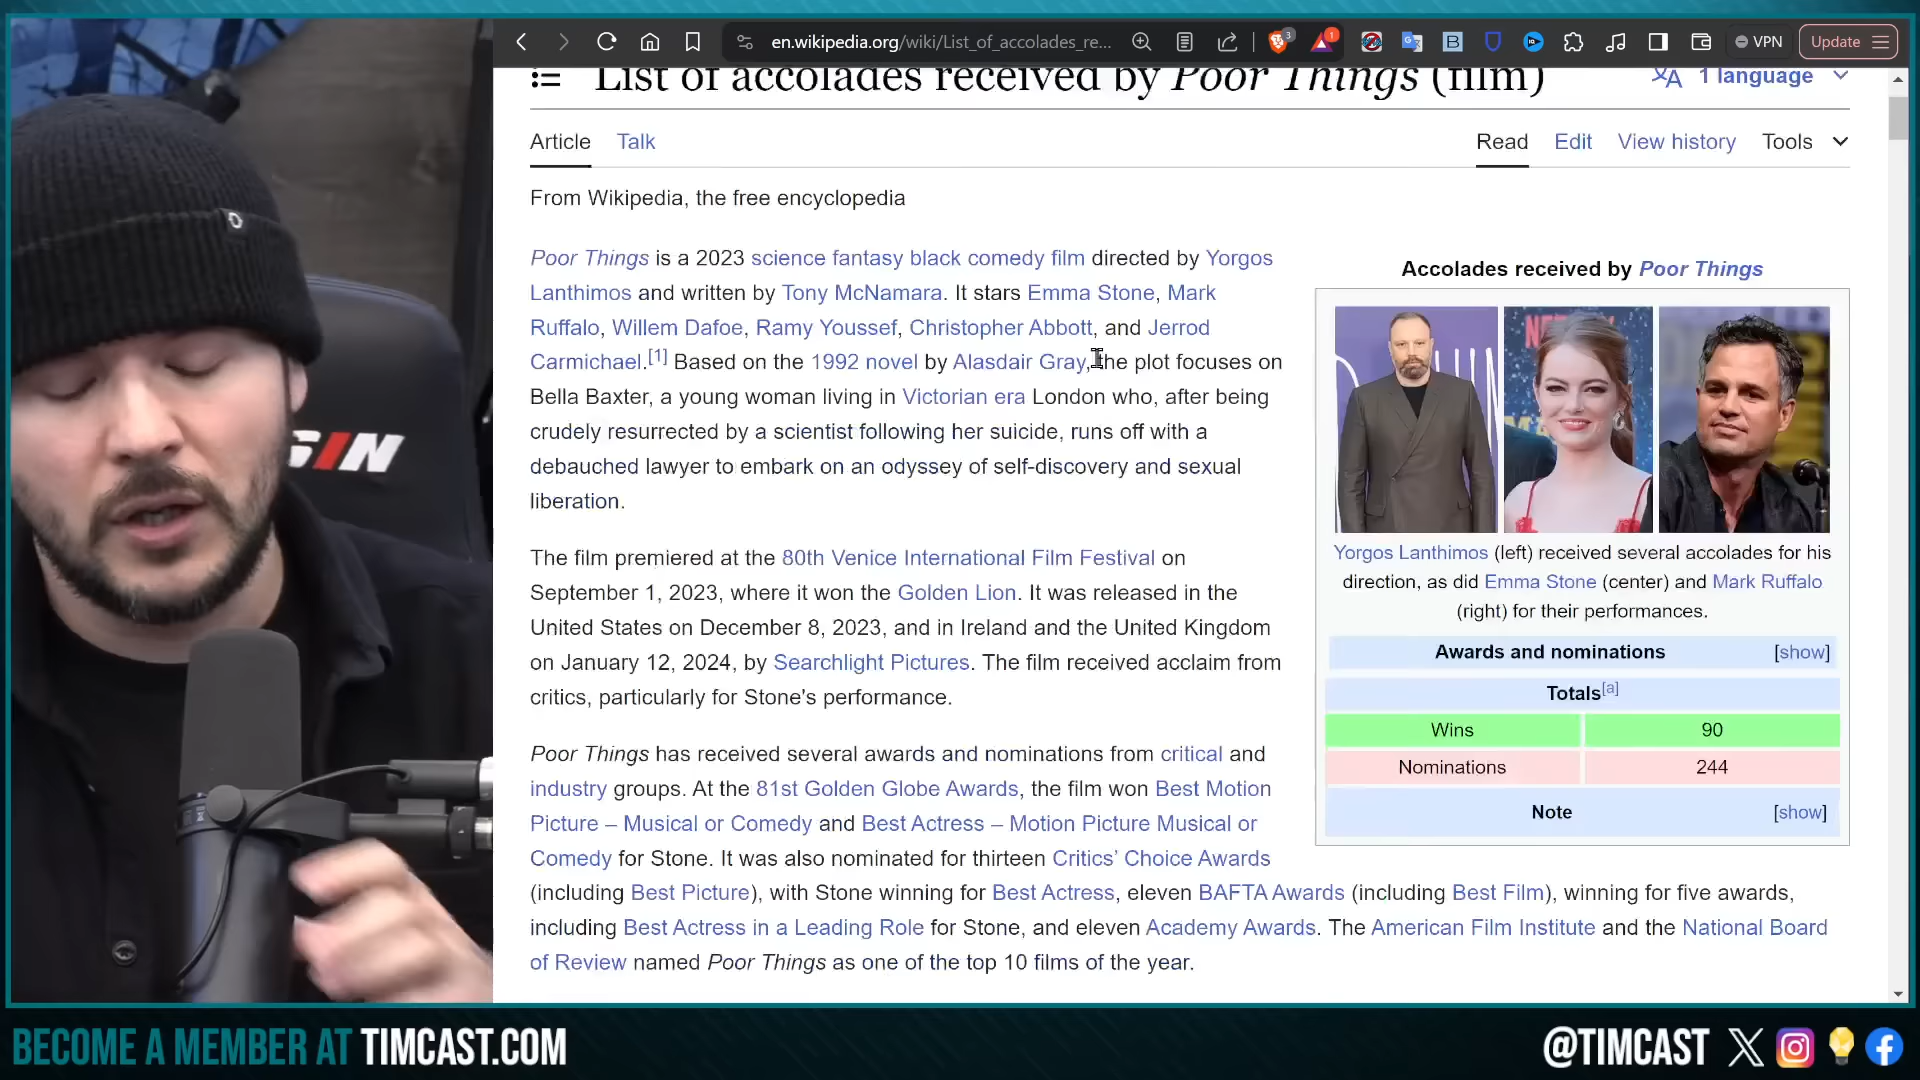 en.wikipedia.org/wiki/List_of_accolades_re...
3
1
VPN
Update
List of accolades received by Poor Things (film)
1 language
Article
Talk
Read
Edit
View history
Tools
From Wikipedia, the free encyclopedia
Poor Things is a 2023 science fantasy black comedy film directed by Yorgos
Lanthimos and written by Tony McNamara. It stars Emma Stone, Mark
Ruffalo, Willem Dafoe, Ramy Youssef, Christopher Abbott, and Jerrod
Carmichael.[1] Based on the 1992 novel by Alasdair Gray, the plot focuses on
Bella Baxter, a young woman living in Victorian era London who, after being
crudely resurrected by a scientist following her suicide, runs off with a
debauched lawyer to embark on an odyssey of self-discovery and sexual
liberation.
The film premiered at the 80th Venice International Film Festival on
September 1, 2023, where it won the Golden Lion. It was released in the
United States on December 8, 2023, and in Ireland and the United Kingdom
on January 12, 2024, by Searchlight Pictures. The film received acclaim from
critics, particularly for Stone's performance.
Poor Things has received several awards and nominations from critical and
industry groups. At the 81st Golden Globe Awards, the film won Best Motion
Picture – Musical or Comedy and Best Actress – Motion Picture Musical or
Comedy for Stone. It was also nominated for thirteen Critics' Choice Awards
(including Best Picture), with Stone winning for Best Actress, eleven BAFTA Awards (including Best Film), winning for five awards,
including Best Actress in a Leading Role for Stone, and eleven Academy Awards. The American Film Institute and the National Board
of Review named Poor Things as one of the top 10 films of the year.
Accolades received by Poor Things
Yorgos Lanthimos (left) received several accolades for his
direction, as did Emma Stone (center) and Mark Ruffalo
(right) for their performances.
Awards and nominations [show]
Totals[a]
Wins 90
Nominations 244
Note [show]
BECOME A MEMBER AT TIMCAST.COM
@TIMCAST